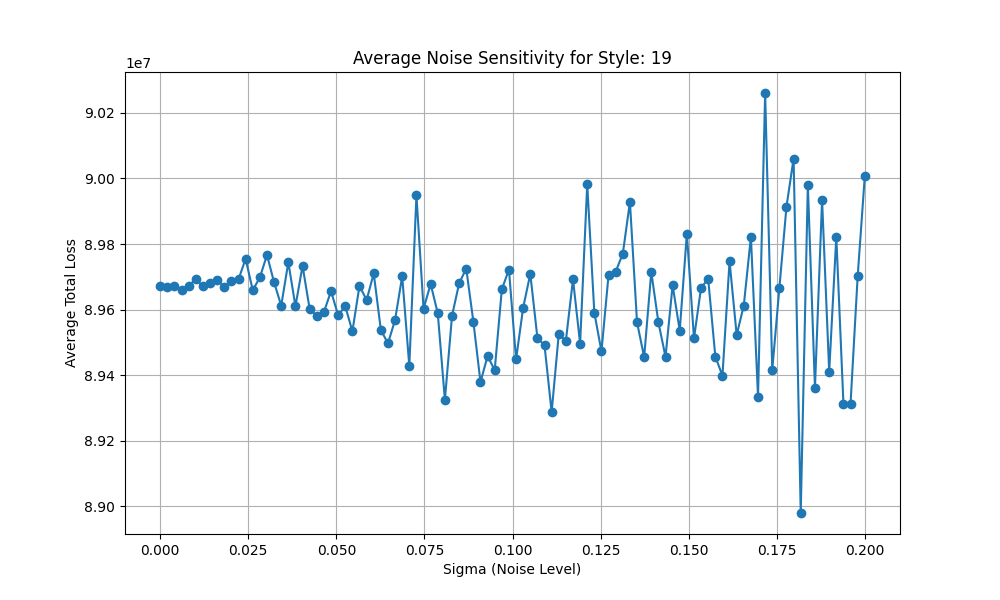 Average Noise Sensitivity for Style: 19
1e7
9.02
9.00
8.98
8.96
8.94
8.92
8.90
Average Total Loss
0.000 0.025 0.050 0.075 0.100 0.125 0.150 0.175 0.200
Sigma (Noise Level)